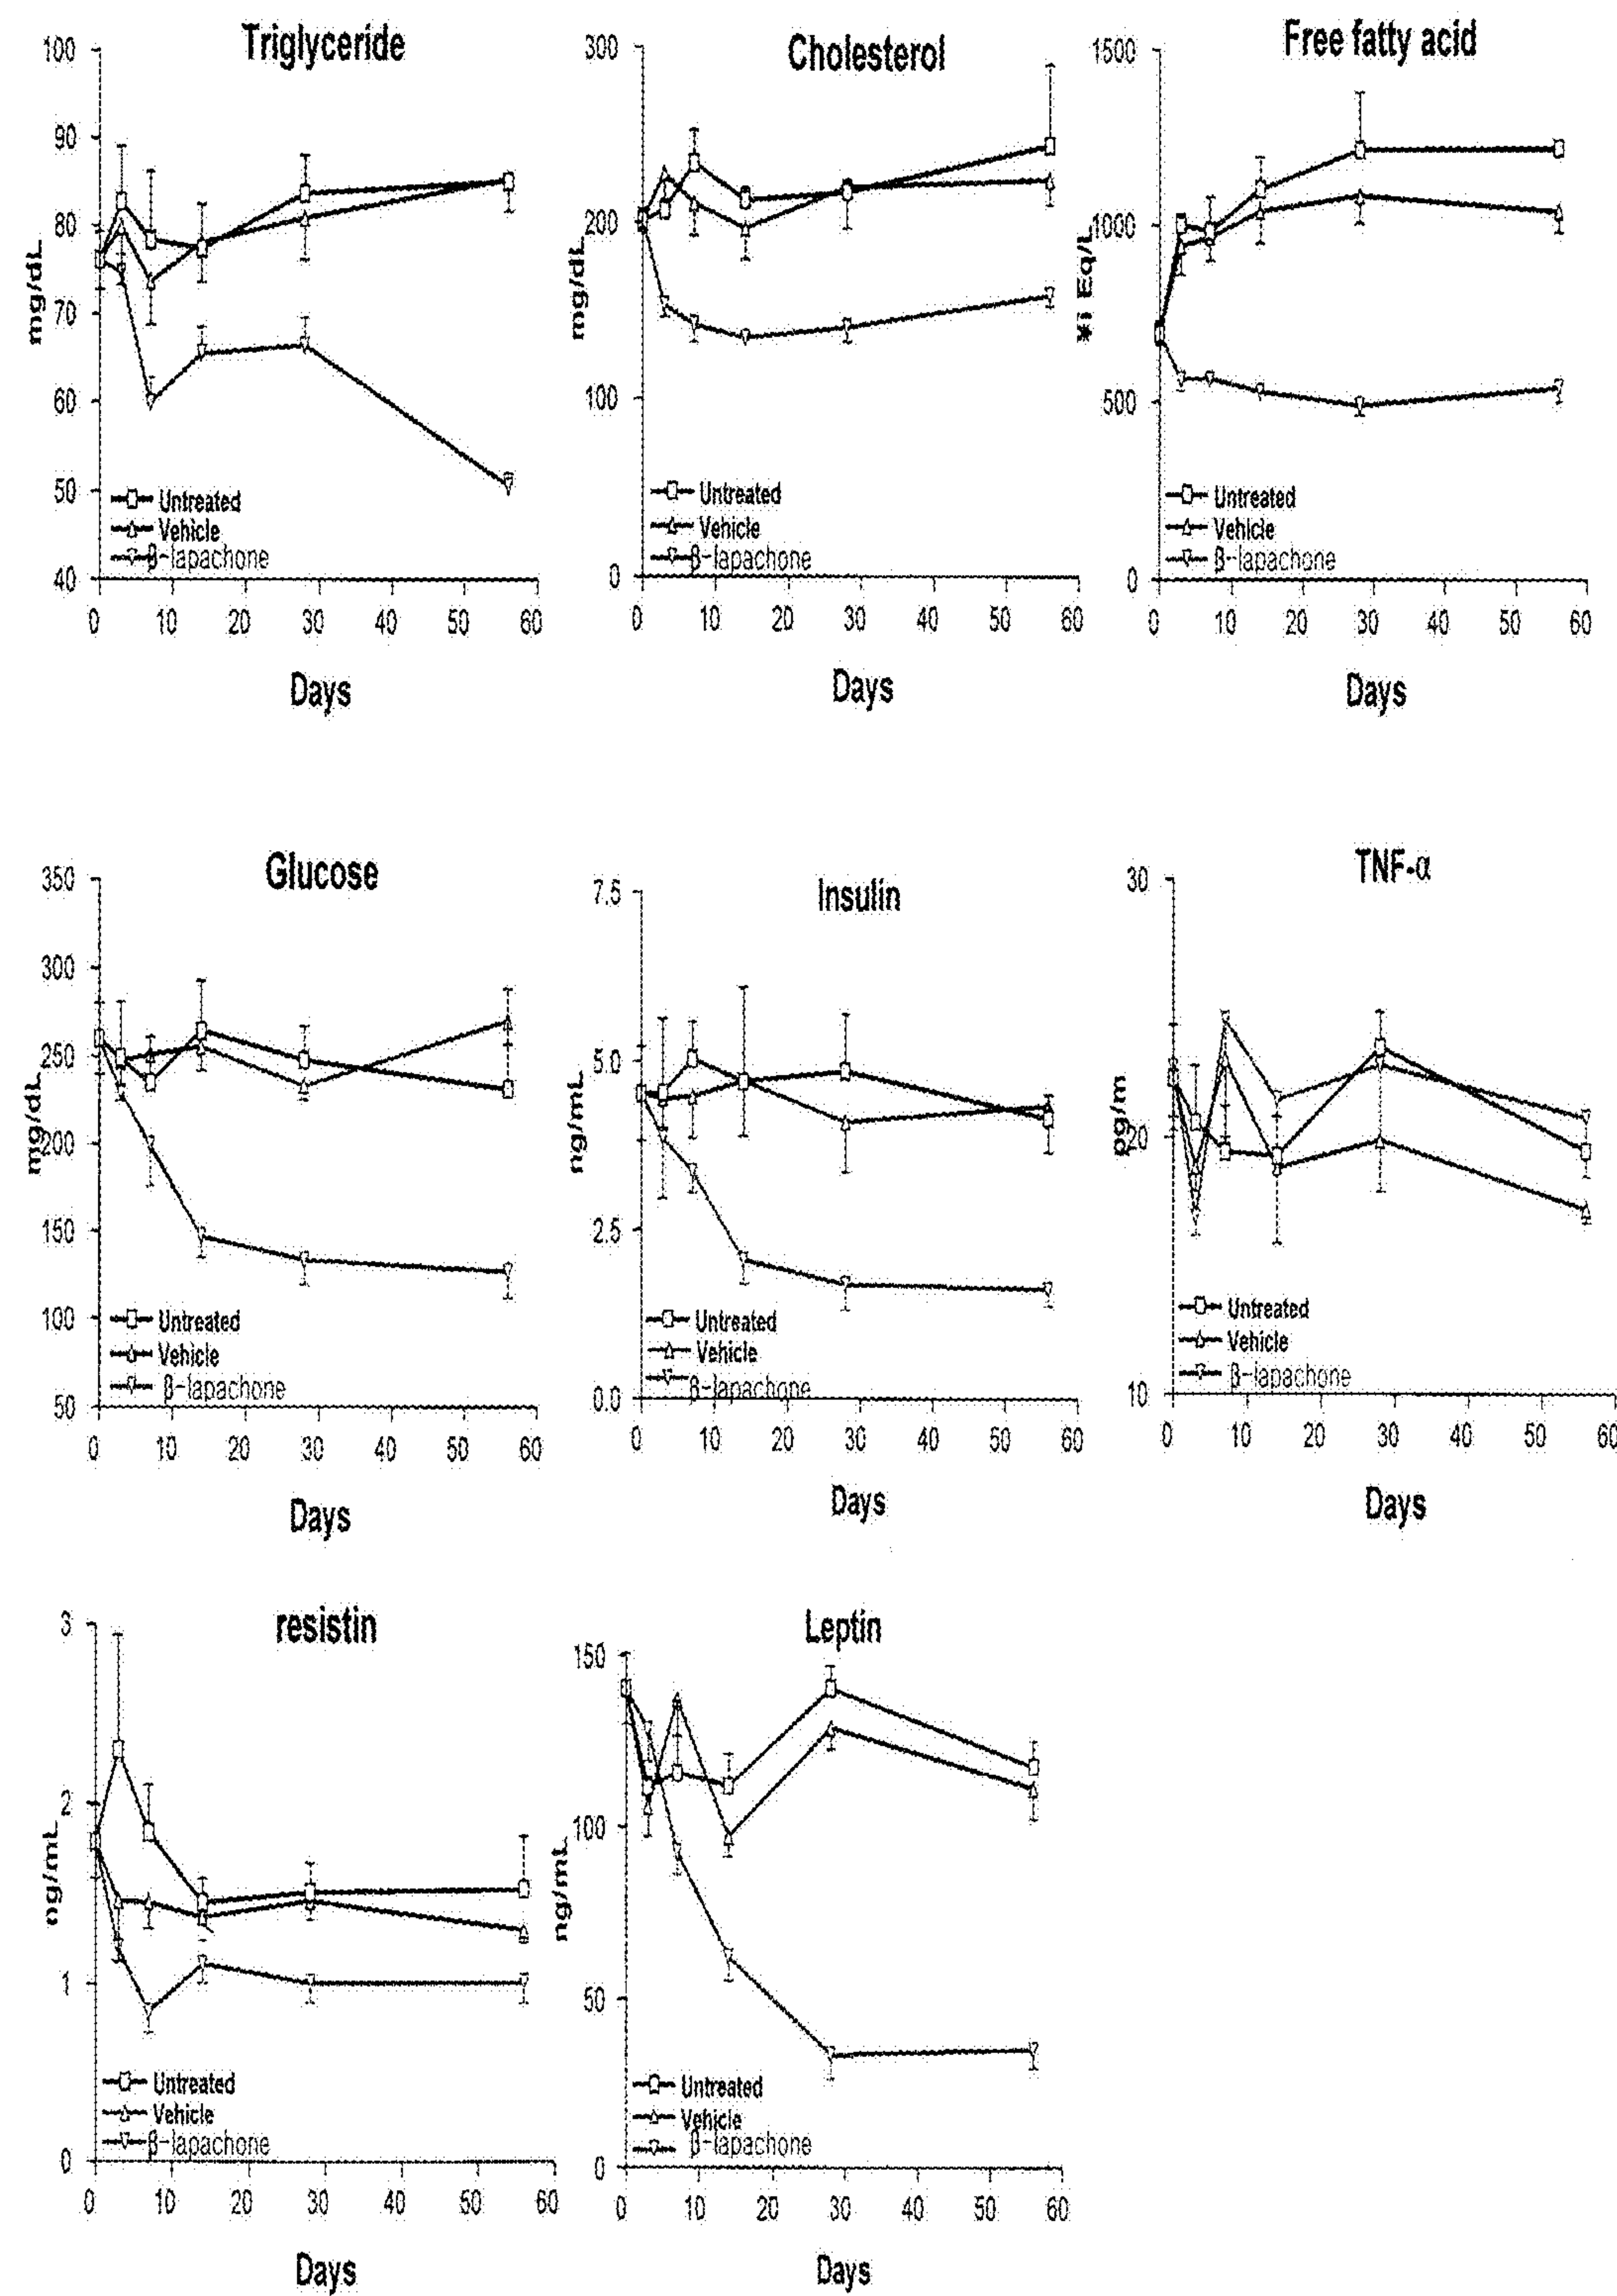 Triglyceride
100
90
80
70
60
50
40
mg/dL
Untreated
Vehicle
β-lapachone
0 10 20 30 40 50 60
Days
Cholesterol
300
200
100
0
mg/dL
Untreated
Vehicle
β-lapachone
0 10 20 30 40 50 60
Days
Free fatty acid
1500
1000
500
0
¥i Eq/L
Untreated
Vehicle
β-lapachone
0 10 20 30 40 50 60
Days
Glucose
350
300
250
200
150
100
50
mg/dL
Untreated
Vehicle
β-lapachone
0 10 20 30 40 50 60
Days
Insulin
7.5
5.0
2.5
0.0
ng/mL
Untreated
Vehicle
β-lapachone
0 10 20 30 40 50 60
Days
TNF-α
30
20
10
pg/m
Untreated
Vehicle
β-lapachone
0 10 20 30 40 50 60
Days
resistin
3
2
1
0
ng/mL
Untreated
Vehicle
β-lapachone
0 10 20 30 40 50 60
Days
Leptin
150
100
50
0
ng/mL
Untreated
Vehicle
β-lapachone
0 10 20 30 40 50 60
Days